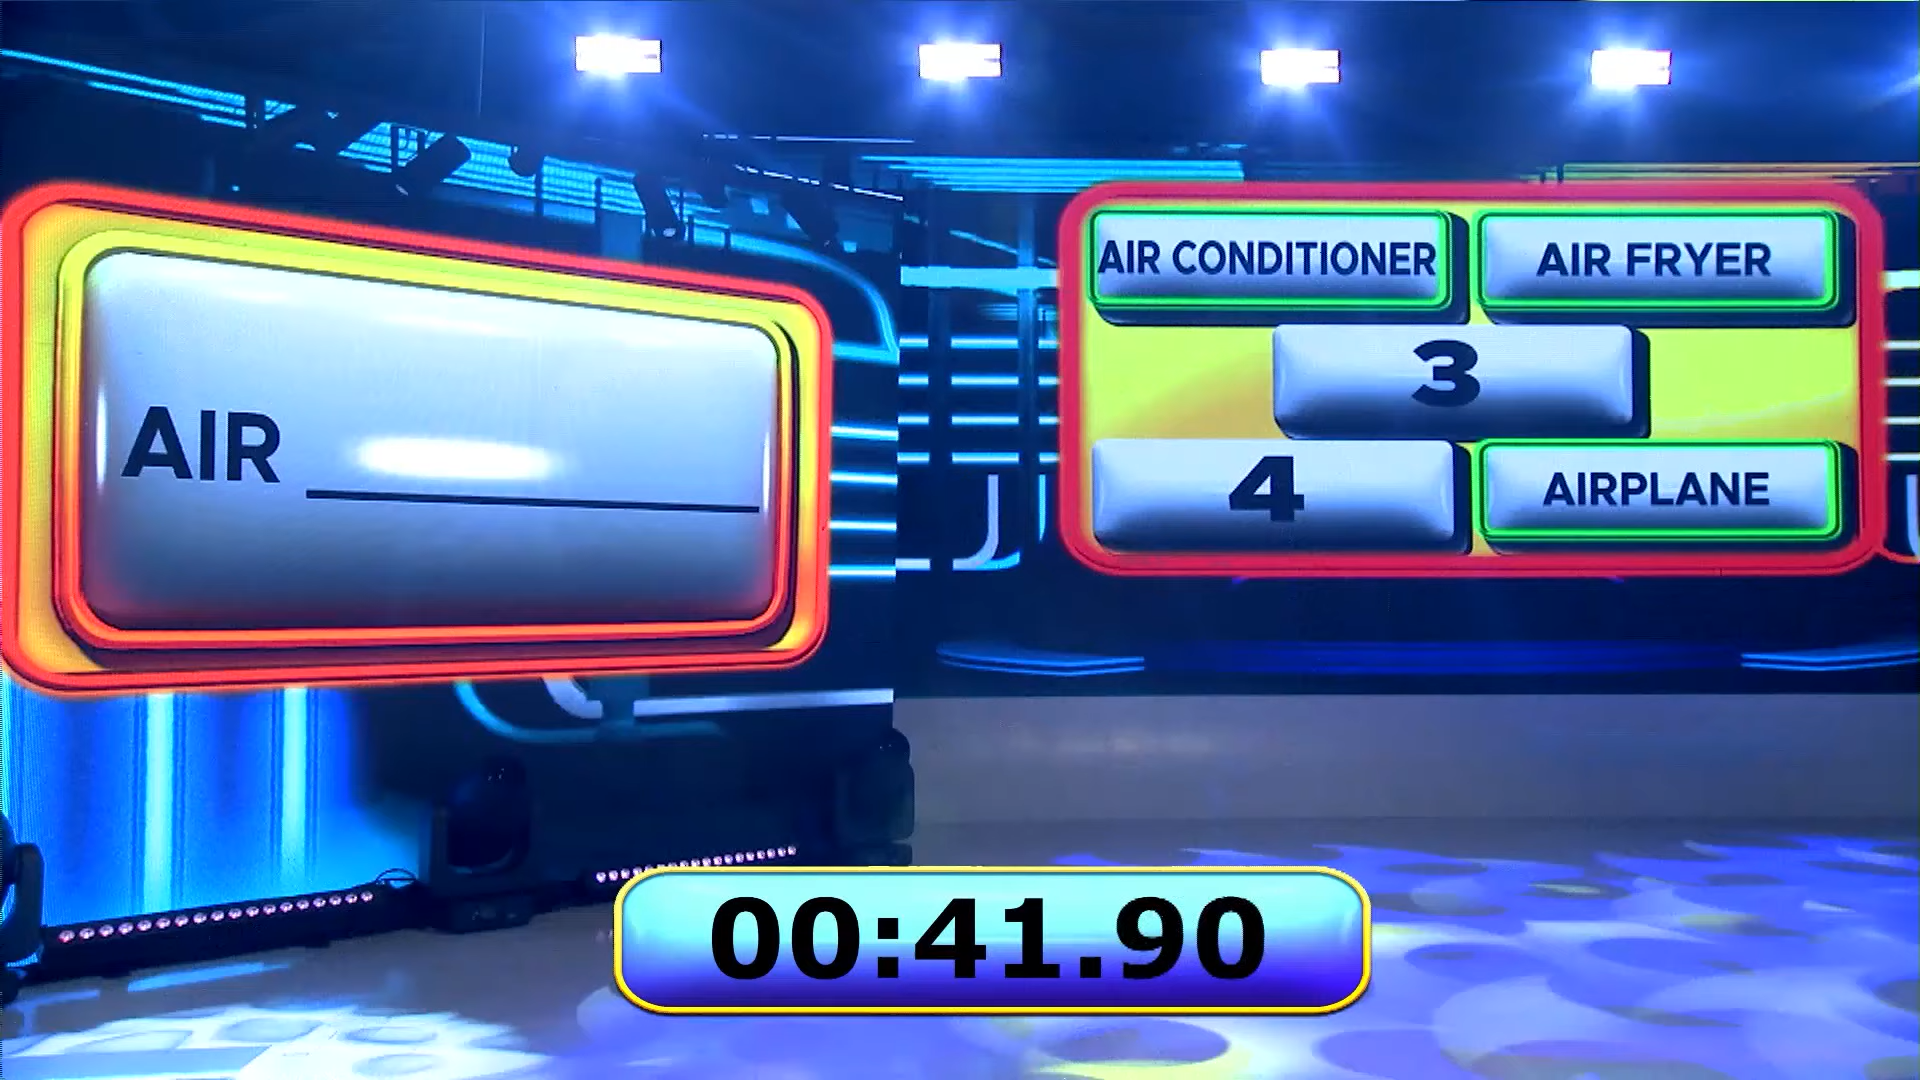 AIR ___________
AIR CONDITIONER
AIR FRYER
3
4
AIRPLANE
00:41.90